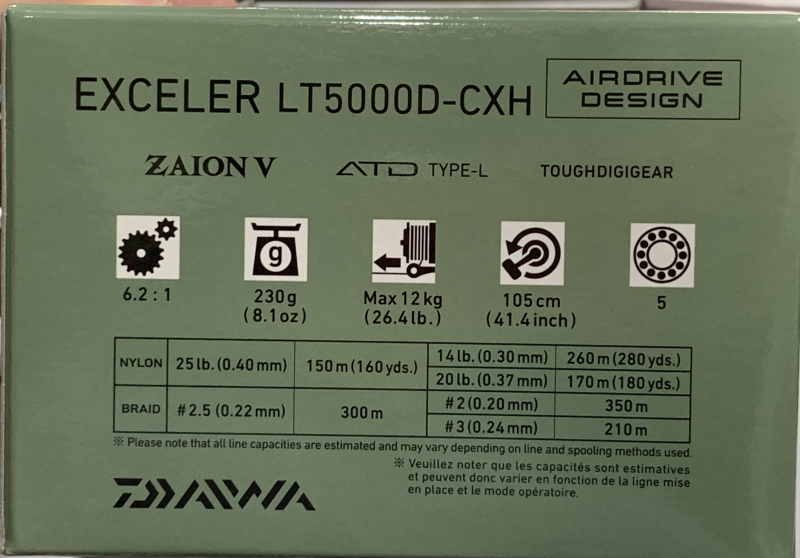 EXCELER LT5000D-CXH
AIRDRIVE
DESIGN
ZAION V
ATD TYPE-L
TOUGHDIGIGEAR
g
6.2 : 1
230g
(8.1oz)
Max 12kg
(26.4lb.)
105cm
(41.4inch)
5
NYLON 25lb.(0.40mm) 150m(160yds.) 14lb.(0.30mm) 260m(280yds.)
20lb.(0.37mm) 170m(180yds.)
BRAID #2.5(0.22mm) 300m #2(0.20mm) 350m
#3(0.24mm) 210m
※ Please note that all line capacities are estimated and may vary depending on line and spooling methods used.
※ Veuillez noter que les capacités sont estimatives
et peuvent donc varier en fonction de la ligne mise
en place et le mode opératoire.
DAIWA